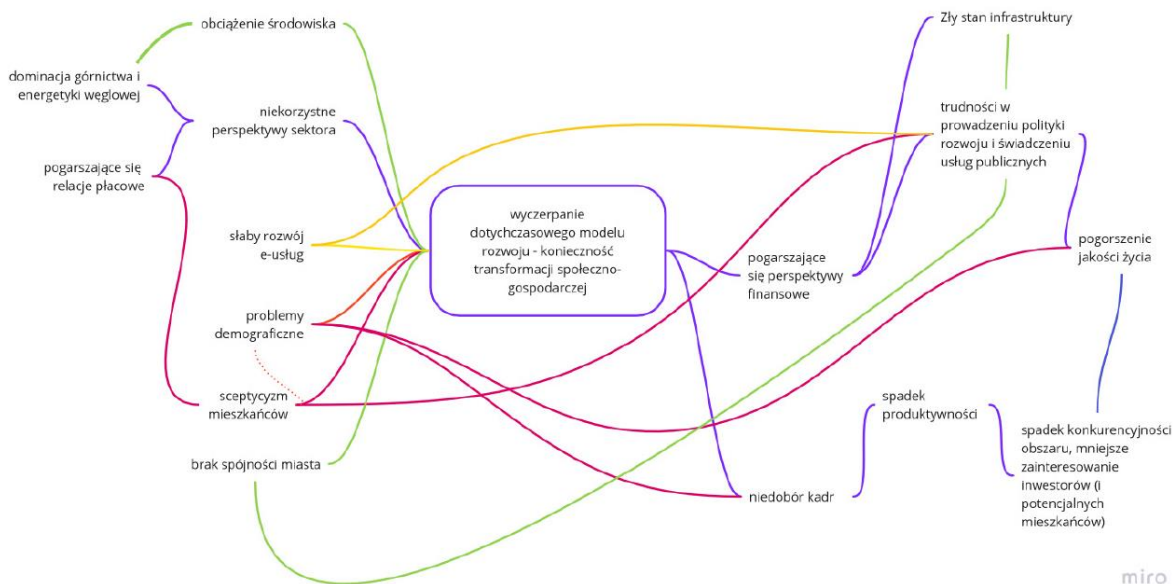 obciążenie środowiska
dominacja górnictwa i
energetyki węglowej
niekorzystne
perspektywy sektora
pogarszające się
relacje płacowe
słaby rozwój
e-usług
problemy
demograficzne
sceptycyzm
mieszkańców
brak spójności miasta
wyczerpanie
dotychczasowego modelu
rozwoju - konieczność
transformacji społeczno-
gospodarczej
pogarszające
się perspektywy
finansowe
niedobór kadr
spadek
produktywności
Zły stan infrastruktury
trudności w
prowadzeniu polityki
rozwoju i świadczeniu
usług publicznych
pogorszenie
jakości życia
spadek konkurencyjności
obszaru, mniejsze
zainteresowanie
inwestorów (i
potencjalnych
mieszkańców)
miro